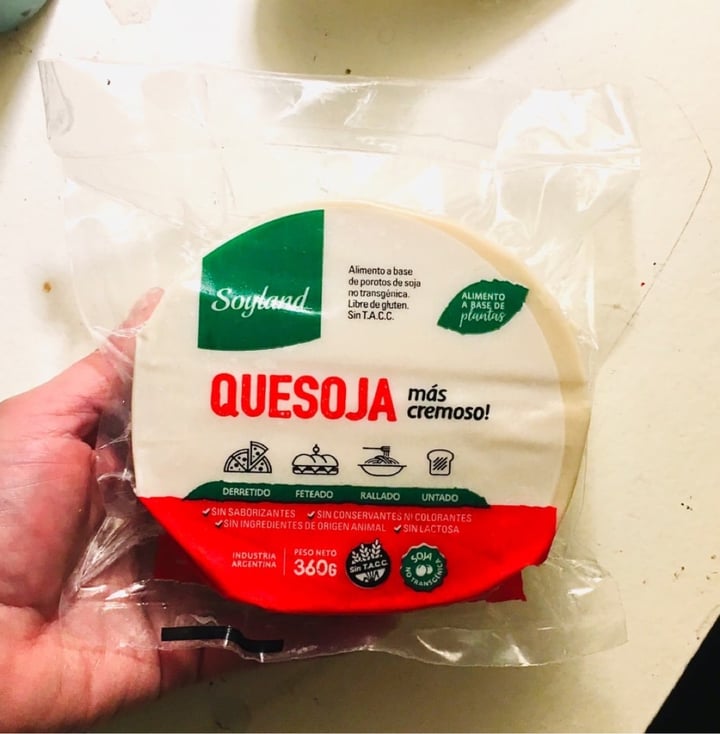 Soyland
Alimento a base
de porotos de soja
no transgénica.
Libre de gluten.
Sin T.A.C.C.
ALIMENTO
A BASE DE
plantas
QUESOJA
más
cremoso!
DERRETIDO FETEADO RALLADO UNTADO
✓SIN SABORIZANTES ✓SIN CONSERVANTES NI COLORANTES
✓SIN INGREDIENTES DE ORIGEN ANIMAL ✓SIN LACTOSA
INDUSTRIA
ARGENTINA
PESO NETO
360G
Sin T.A.C.C.
SOJA
NO TRANSGÉNICA